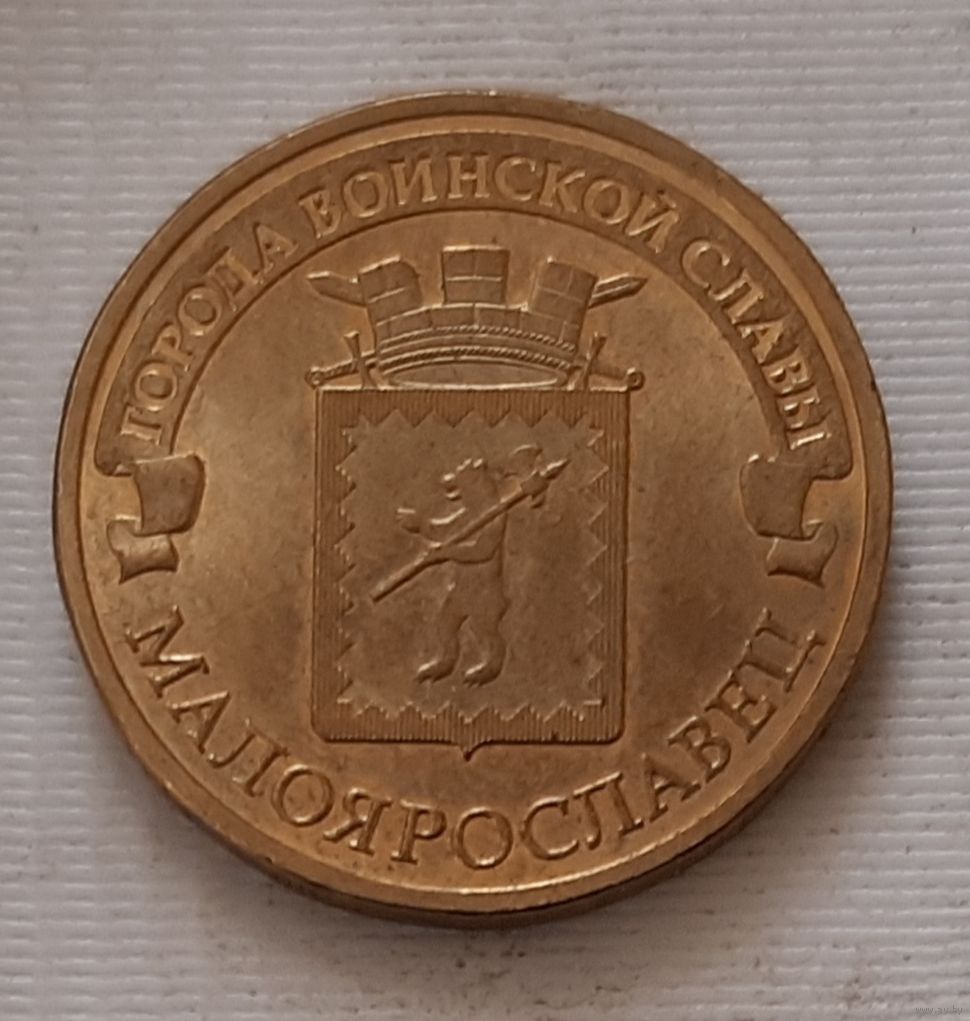 ГОРОДА ВОИНСКОЙ СЛАВЫ
МАЛОЯРОСЛАВЕЦ